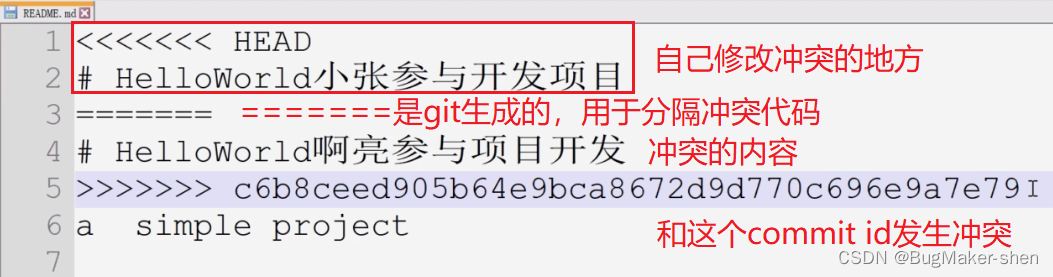 README.md
1 <<<<<<< HEAD 自己修改冲突的地方
2 # HelloWorld小张参与开发项目
3 ======= =======是git生成的，用于分隔冲突代码
4 # HelloWorld啊亮参与项目开发 冲突的内容
5 >>>>>>> c6b8ceed905b64e9bca8672d9d770c696e9a7e79
6 a  simple project 和这个commit id发生冲突
7
CSDN @BugMaker-shen